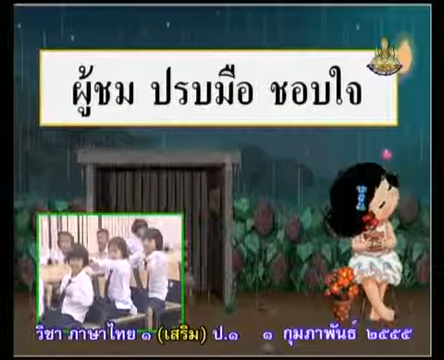 ผู้ชม ปรบมือ ชอบใจ
วิชา ภาษาไทย ๑ (เสริม) ป.๑ ๑ กุมภาพันธ์ ๒๕๕๕